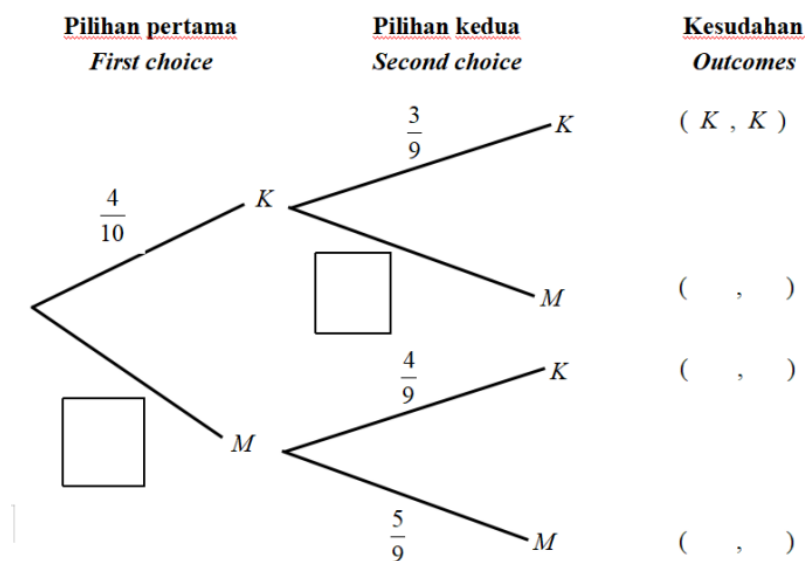 Pilihan pertama Pilihan kedua Kesudahan
First choice Second choice Outcomes
3/9 K ( K , K )
4/10 K
M ( , )
4/9 K ( , )
M
5/9 M ( , )